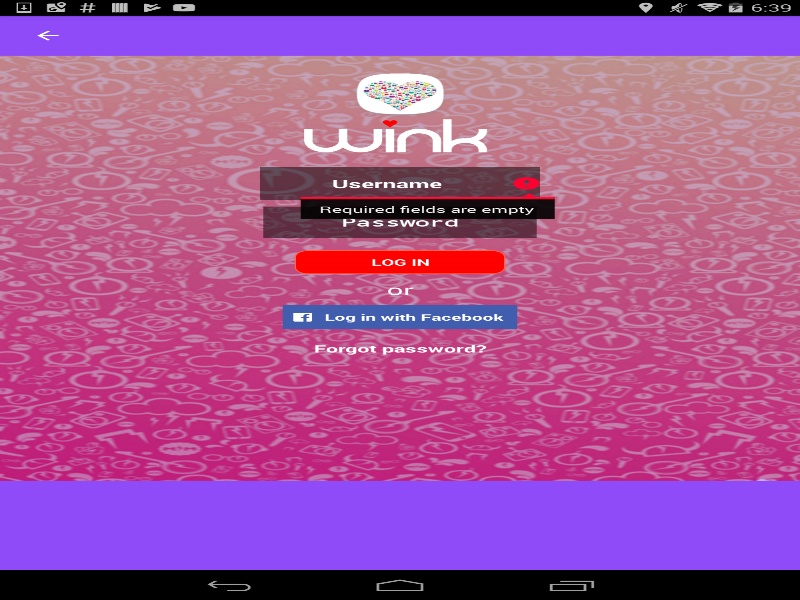 6:39
wink
Username
Required fields are empty
Password
LOG IN
or
Log in with Facebook
Forgot password?